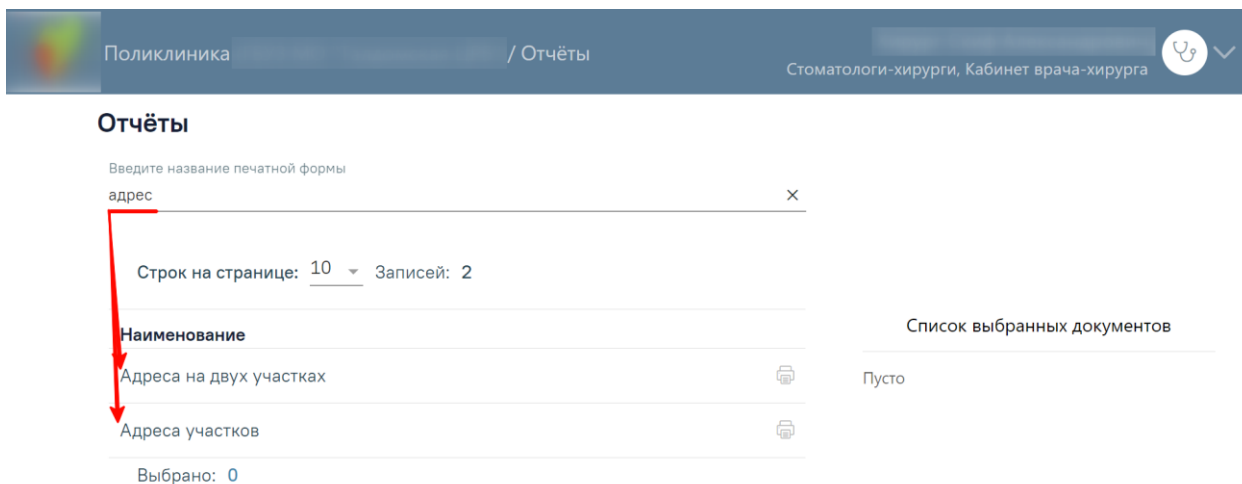 Поликлиника / Отчёты
Стоматологи-хирурги, Кабинет врача-хирурга
Отчёты
Введите название печатной формы
адрес
Строк на странице: 10 Записей: 2
Наименование
Список выбранных документов
Адреса на двух участках
Пусто
Адреса участков
Выбрано: 0